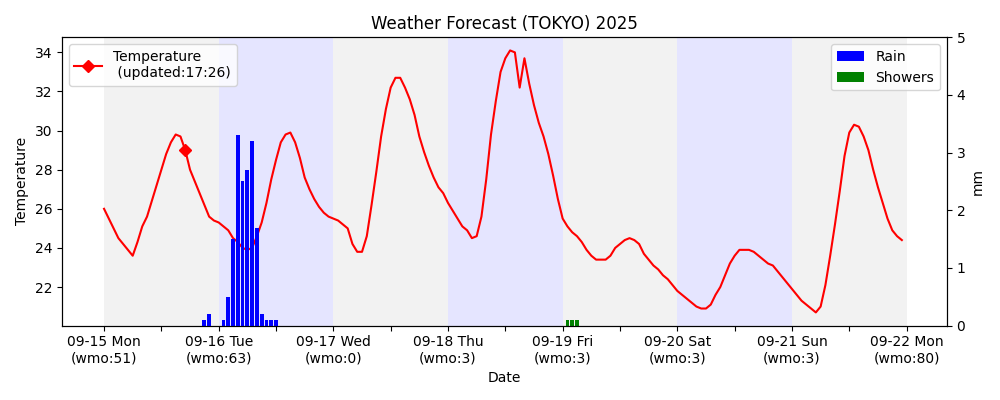 Weather Forecast (TOKYO) 2025
Temperature
(updated:17:26)
Rain
Showers
Temperature
34
32
30
28
26
24
22
5
4
3
2
1
0
mm
09-15 Mon
(wmo:51)
09-16 Tue
(wmo:63)
09-17 Wed
(wmo:0)
09-18 Thu
(wmo:3)
09-19 Fri
(wmo:3)
09-20 Sat
(wmo:3)
09-21 Sun
(wmo:3)
09-22 Mon
(wmo:80)
Date